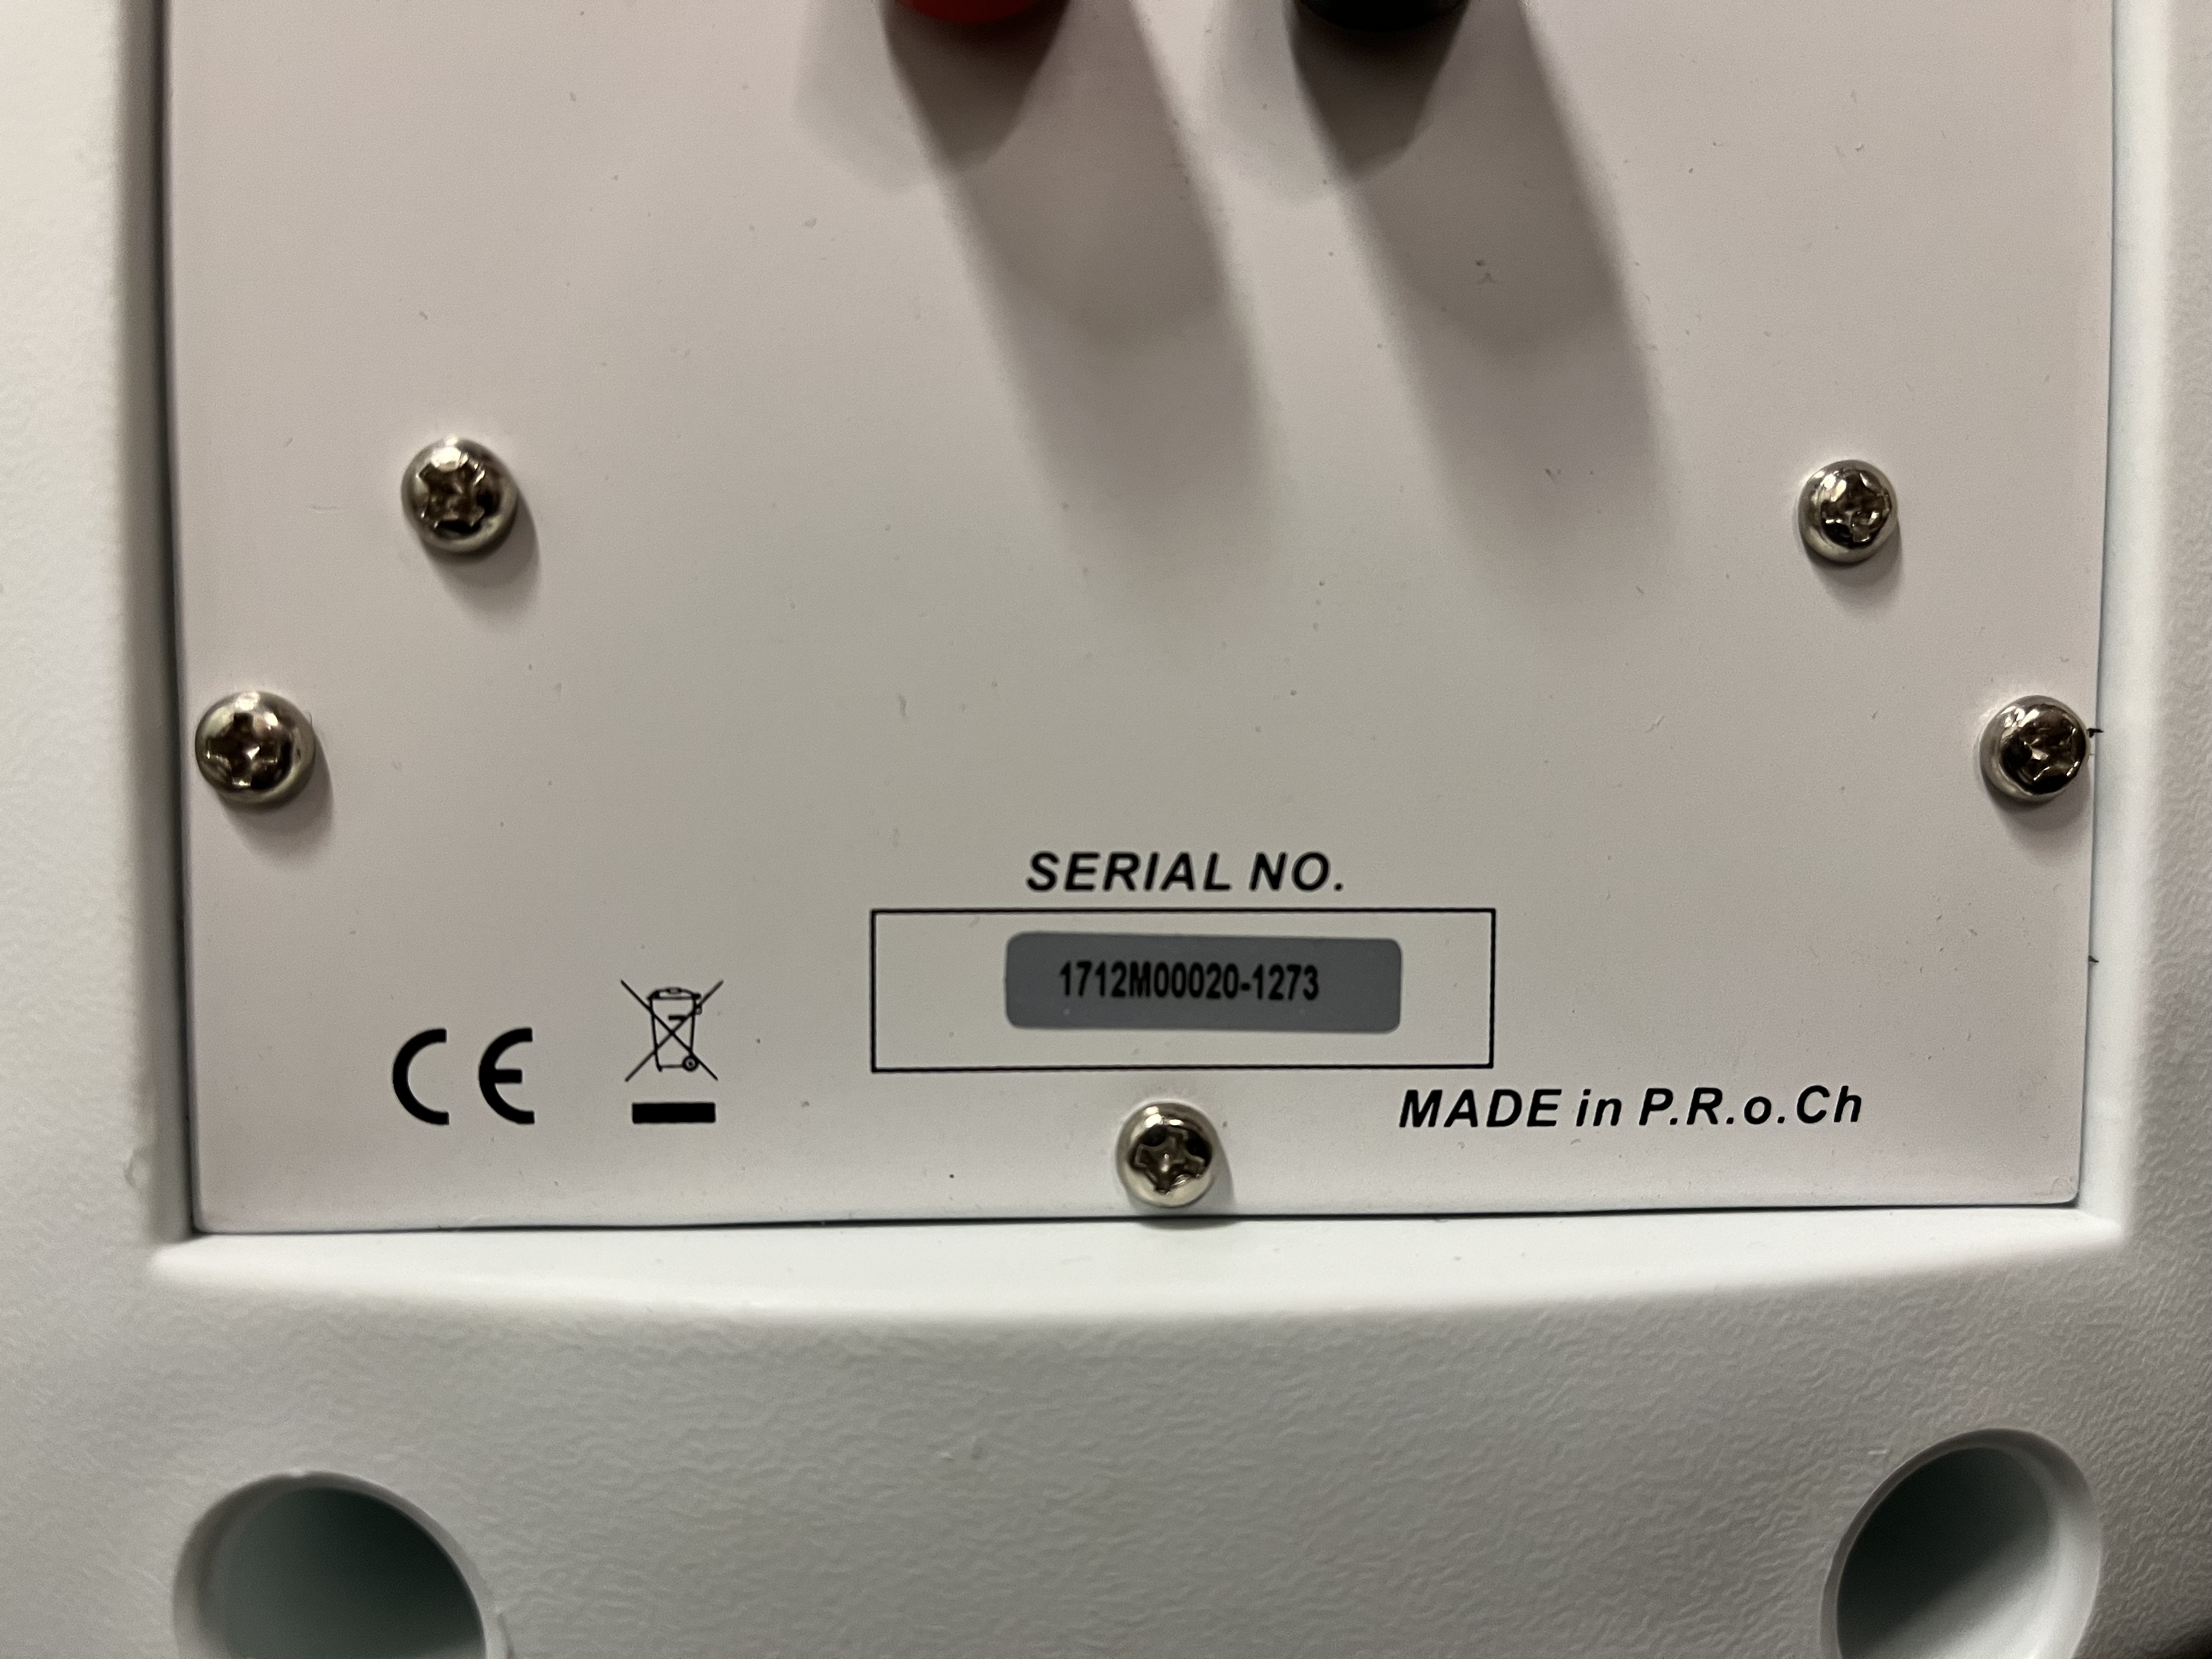 SERIAL NO.
1712M00020-1273
CE
MADE in P.R.o.Ch